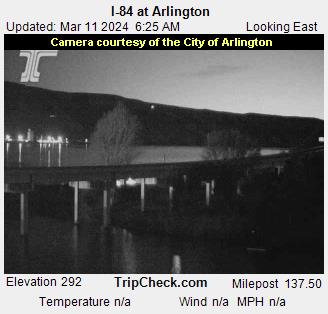 I-84 at Arlington
Updated: Mar 11 2024 6:25 AM Looking East
Camera courtesy of the City of Arlington
Elevation 292 TripCheck.com Milepost 137.50
Temperature n/a Wind n/a MPH n/a